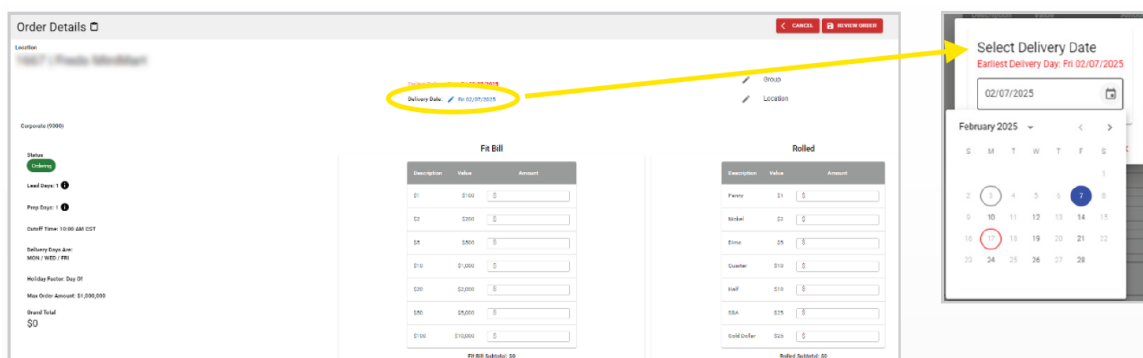 Order Details
CANCEL
REVIEW ORDER
Location
Delivery Date: Fri 02/07/2025
Group
Location
Corporate (9000)
Status
Ordering
Lead Days: 1
Prep Days: 1
Cutoff Time: 10:00 AM CST
Delivery Days Are:
MON / WED / FRI
Holiday Factor: Day Of
Max Order Amount: $1,000,000
Grand Total
$0
Fit Bill
Description Value Amount
$1 $100 $
$2 $200 $
$5 $500 $
$10 $1,000 $
$20 $2,000 $
$50 $5,000 $
$100 $10,000 $
Fit Bill Subtotal: $0
Rolled
Description Value Amount
Penny $1 $
Nickel $2 $
Dime $5 $
Quarter $10 $
Half $10 $
SBA $25 $
Gold Dollar $25 $
Rolled Subtotal: $0
Select Delivery Date
Earliest Delivery Day: Fri 02/07/2025
02/07/2025
February 2025
S M T W T F S
1
2 3 4 5 6 7 8
9 10 11 12 13 14 15
16 17 18 19 20 21 22
23 24 25 26 27 28